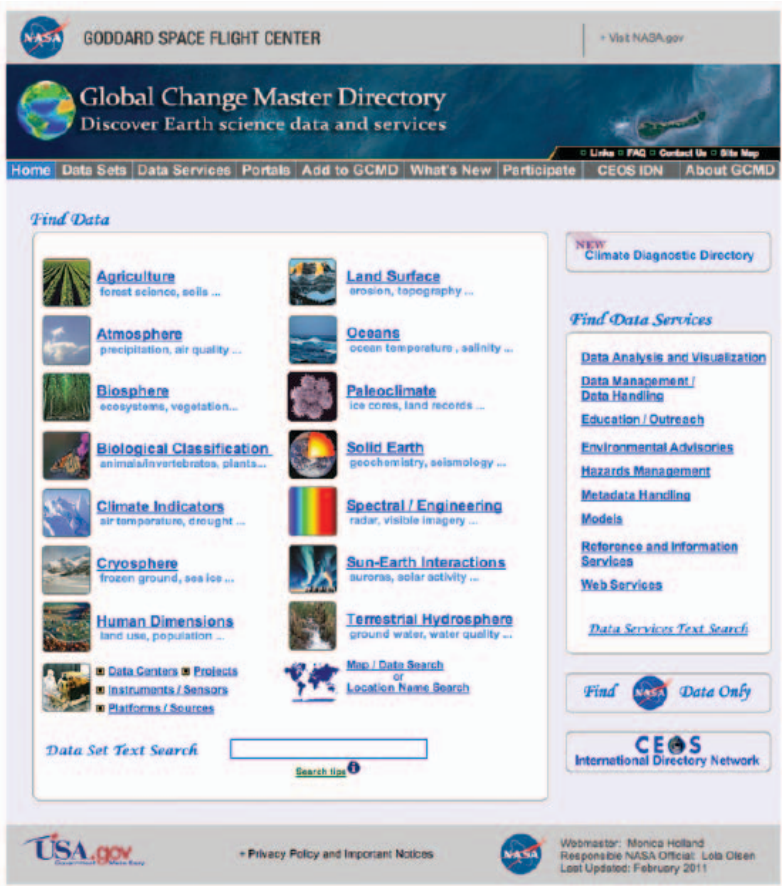 NASA
GODDARD SPACE FLIGHT CENTER
+ Visit NASA.gov
Global Change Master Directory
Discover Earth science data and services
Links FAQ Contact Us Site Map
Home Data Sets Data Services Portals Add to GCMD What's New Participate CEOS IDN About GCMD
Find Data
Agriculture
forest science, soils ...
Atmosphere
precipitation, air quality ...
Biosphere
ecosystems, vegetation...
Biological Classification
animals/invertebrates, plants...
Climate Indicators
air temperature, drought ...
Cryosphere
frozen ground, sea ice ...
Human Dimensions
land use, population ...
Data Centers Projects
Instruments / Sensors
Platforms / Sources
Land Surface
erosion, topography ...
Oceans
ocean temperature , salinity ...
Paleoclimate
ice cores, land records ...
Solid Earth
geochemistry, seismology ...
Spectral / Engineering
radar, visible imagery ...
Sun-Earth Interactions
auroras, solar activity ...
Terrestrial Hydrosphere
ground water, water quality ...
Map / Date Search
or
Location Name Search
Data Set Text Search
Search tips
NEW
Climate Diagnostic Directory
Find Data Services
Data Analysis and Visualization
Data Management /
Data Handling
Education / Outreach
Environmental Advisories
Hazards Management
Metadata Handling
Models
Reference and Information
Services
Web Services
Data Services Text Search
Find NASA Data Only
CEOS
International Directory Network
USA.gov
Government Made Easy
+ Privacy Policy and Important Notices
NASA
Webmaster: Monica Holland
Responsible NASA Official: Lola Olsen
Last Updated: February 2011